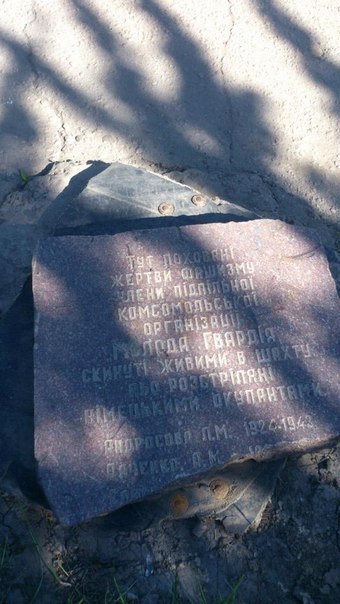 ТУТ ПОХОВАНІ
ЖЕРТВИ ФАШИЗМУ
ЧЛЕНИ ПІДПІЛЬНОЇ
КОМСОМОЛЬСЬКОЇ
ОРГАНІЗАЦІЇ
МОЛОДА ГВАРДІЯ
СКИНУТІ ЖИВИМИ В ШАХТУ
АБО РОЗСТРІЛЯНІ
НІМЕЦЬКИМИ ОКУПАНТАМИ
АНДРОСОВА Л.М. 1924-1943